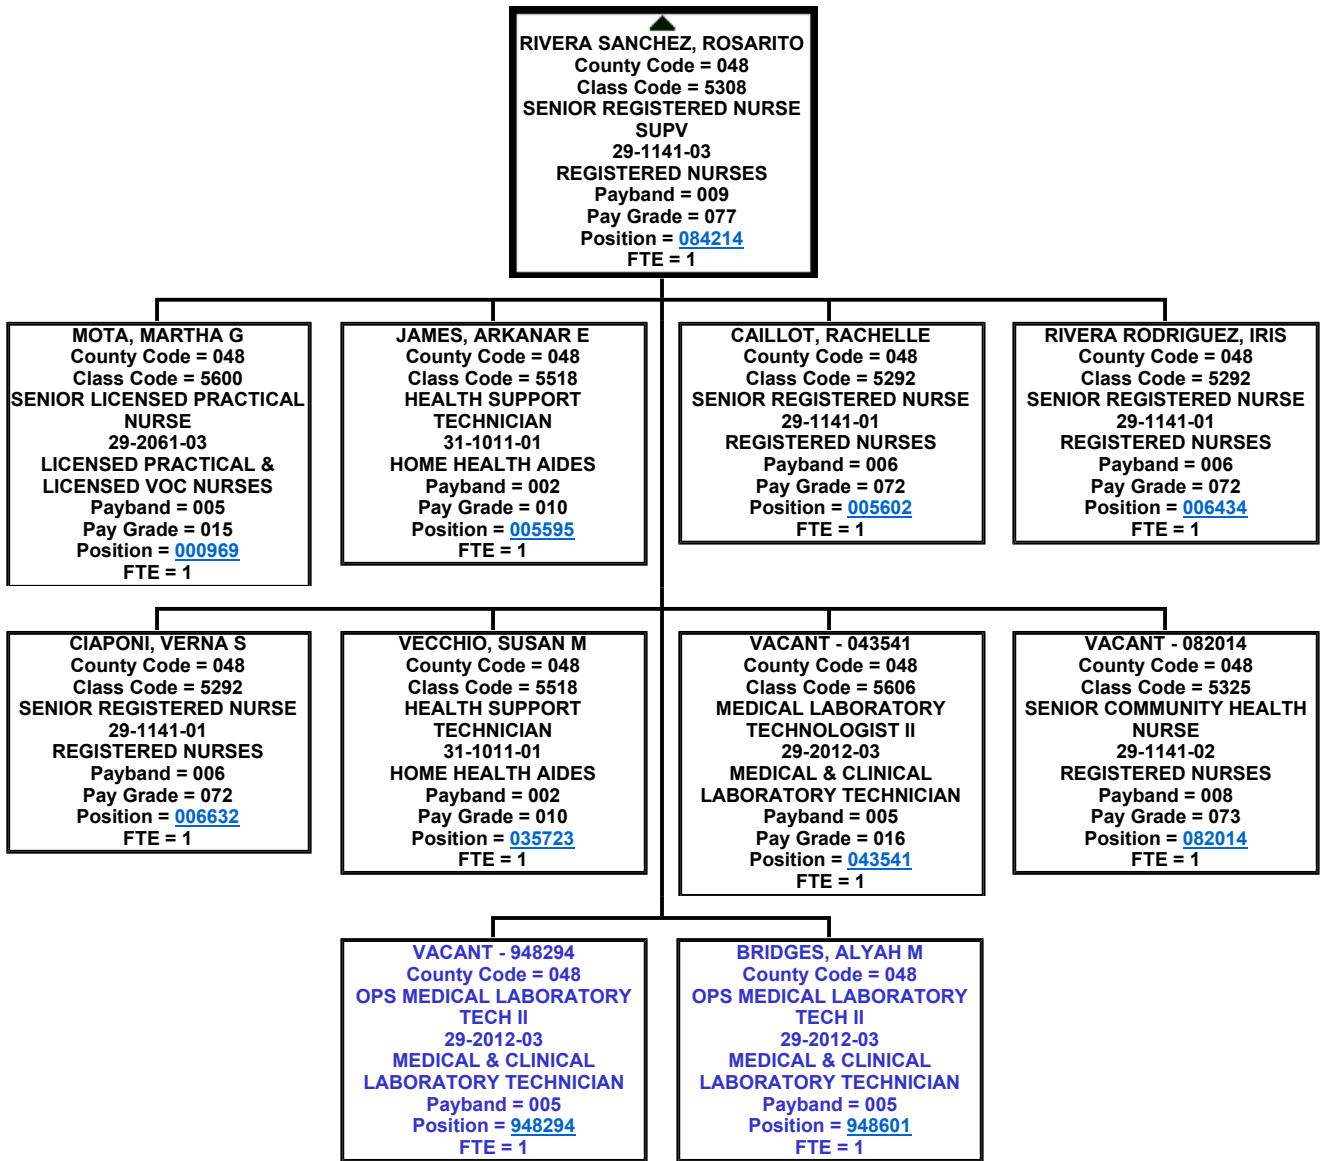 RIVERA SANCHEZ, ROSARITO
County Code = 048
Class Code = 5308
SENIOR REGISTERED NURSE
SUPV
29-1141-03
REGISTERED NURSES
Payband = 009
Pay Grade = 077
Position = 084214
FTE = 1
MOTA, MARTHA G
County Code = 048
Class Code = 5600
SENIOR LICENSED PRACTICAL
NURSE
29-2061-03
LICENSED PRACTICAL &
LICENSED VOC NURSES
Payband = 005
Pay Grade = 015
Position = 000969
FTE = 1
JAMES, ARKANAR E
County Code = 048
Class Code = 5518
HEALTH SUPPORT
TECHNICIAN
31-1011-01
HOME HEALTH AIDES
Payband = 002
Pay Grade = 010
Position = 005595
FTE = 1
CAILLOT, RACHELLE
County Code = 048
Class Code = 5292
SENIOR REGISTERED NURSE
29-1141-01
REGISTERED NURSES
Payband = 006
Pay Grade = 072
Position = 005602
FTE = 1
RIVERA RODRIGUEZ, IRIS
County Code = 048
Class Code = 5292
SENIOR REGISTERED NURSE
29-1141-01
REGISTERED NURSES
Payband = 006
Pay Grade = 072
Position = 006434
FTE = 1
CIAPONI, VERNA S
County Code = 048
Class Code = 5292
SENIOR REGISTERED NURSE
29-1141-01
REGISTERED NURSES
Payband = 006
Pay Grade = 072
Position = 006632
FTE = 1
VECCHIO, SUSAN M
County Code = 048
Class Code = 5518
HEALTH SUPPORT
TECHNICIAN
31-1011-01
HOME HEALTH AIDES
Payband = 002
Pay Grade = 010
Position = 035723
FTE = 1
VACANT - 043541
County Code = 048
Class Code = 5606
MEDICAL LABORATORY
TECHNOLOGIST II
29-2012-03
MEDICAL & CLINICAL
LABORATORY TECHNICIAN
Payband = 005
Pay Grade = 016
Position = 043541
FTE = 1
VACANT - 082014
County Code = 048
Class Code = 5325
SENIOR COMMUNITY HEALTH
NURSE
29-1141-02
REGISTERED NURSES
Payband = 008
Pay Grade = 073
Position = 082014
FTE = 1
VACANT - 948294
County Code = 048
OPS MEDICAL LABORATORY
TECH II
29-2012-03
MEDICAL & CLINICAL
LABORATORY TECHNICIAN
Payband = 005
Position = 948294
FTE = 1
BRIDGES, ALYAH M
County Code = 048
OPS MEDICAL LABORATORY
TECH II
29-2012-03
MEDICAL & CLINICAL
LABORATORY TECHNICIAN
Payband = 005
Position = 948601
FTE = 1